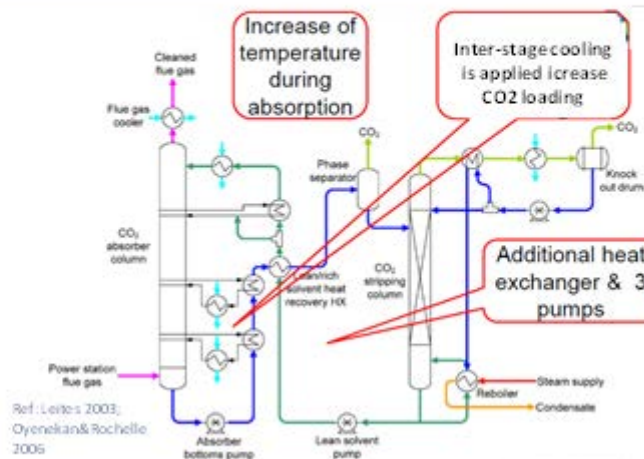 Increase of
temperature
during
absorption
Inter-stage cooling
is applied icrease
CO2 loading
Cleaned
flue gas
Flue gas
cooler
CO₂
Phase
separator
CO₂
Knock
out drum
CO₂
absorber
column
Lean/rich
solvent heat
recovery HX
CO₂
stripping
column
Additional heat
exchanger & 3
pumps
Power station
flue gas
Steam supply
Reboiler
Condensate
Ref: Leites 2003;
Oyenekan& Rochelle
2006
Absorber
bottoms pump
Lean solvent
pump